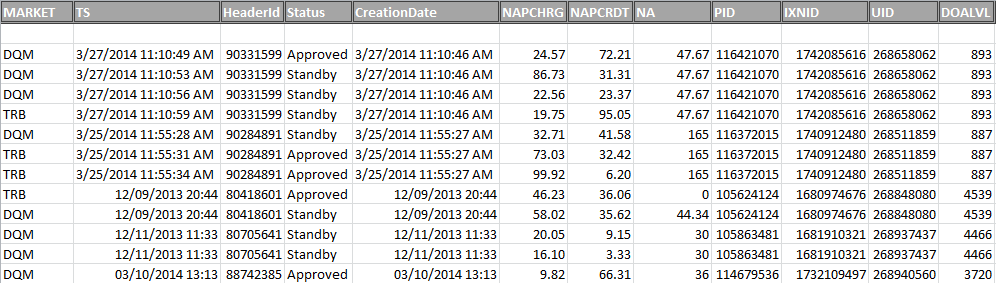 MARKET TS HeaderId Status CreationDate NAPCHRG NAPCRDT NA PID IXNID UID DOALVL
DQM 3/27/2014 11:10:49 AM 90331599 Approved 3/27/2014 11:10:46 AM 24.57 72.21 47.67 116421070 1742085616 268658062 893
DQM 3/27/2014 11:10:53 AM 90331599 Standby 3/27/2014 11:10:46 AM 86.73 31.31 47.67 116421070 1742085616 268658062 893
DQM 3/27/2014 11:10:56 AM 90331599 Standby 3/27/2014 11:10:46 AM 22.56 23.37 47.67 116421070 1742085616 268658062 893
TRB 3/27/2014 11:10:59 AM 90331599 Standby 3/27/2014 11:10:46 AM 19.75 95.05 47.67 116421070 1742085616 268658062 893
DQM 3/25/2014 11:55:28 AM 90284891 Standby 3/25/2014 11:55:27 AM 32.71 41.58 165 116372015 1740912480 268511859 887
TRB 3/25/2014 11:55:31 AM 90284891 Approved 3/25/2014 11:55:27 AM 73.03 32.42 165 116372015 1740912480 268511859 887
TRB 3/25/2014 11:55:34 AM 90284891 Approved 3/25/2014 11:55:27 AM 99.92 6.20 165 116372015 1740912480 268511859 887
TRB 12/09/2013 20:44 80418601 Approved 12/09/2013 20:44 46.23 36.06 0 105624124 1680974676 268848080 4539
DQM 12/09/2013 20:44 80418601 Standby 12/09/2013 20:44 58.02 35.62 44.34 105624124 1680974676 268848080 4539
DQM 12/11/2013 11:33 80705641 Standby 12/11/2013 11:33 20.05 9.15 30 105863481 1681910321 268937437 4466
DQM 12/11/2013 11:33 80705641 Standby 12/11/2013 11:33 16.10 3.33 30 105863481 1681910321 268937437 4466
DQM 03/10/2014 13:13 88742385 Approved 03/10/2014 13:13 9.82 66.31 36 114679536 1732109497 268940560 3720